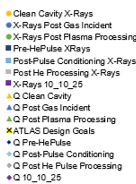 Clean Cavity X-Rays
X-Rays Post Gas Incident
X-Rays Post Plasma Processing
Pre-HePulse XRays
Post-Pulse Conditioning X-Rays
Post He Processing X-Rays
X-Rays 10_10_25
Q Clean Cavity
Q Post Gas Incident
Q Post Plasma Processing
ATLAS Design Goals
Q Pre-HePulse
Q Post-Pulse Conditioning
Q Post He Pulse Processing
Q 10_10_25